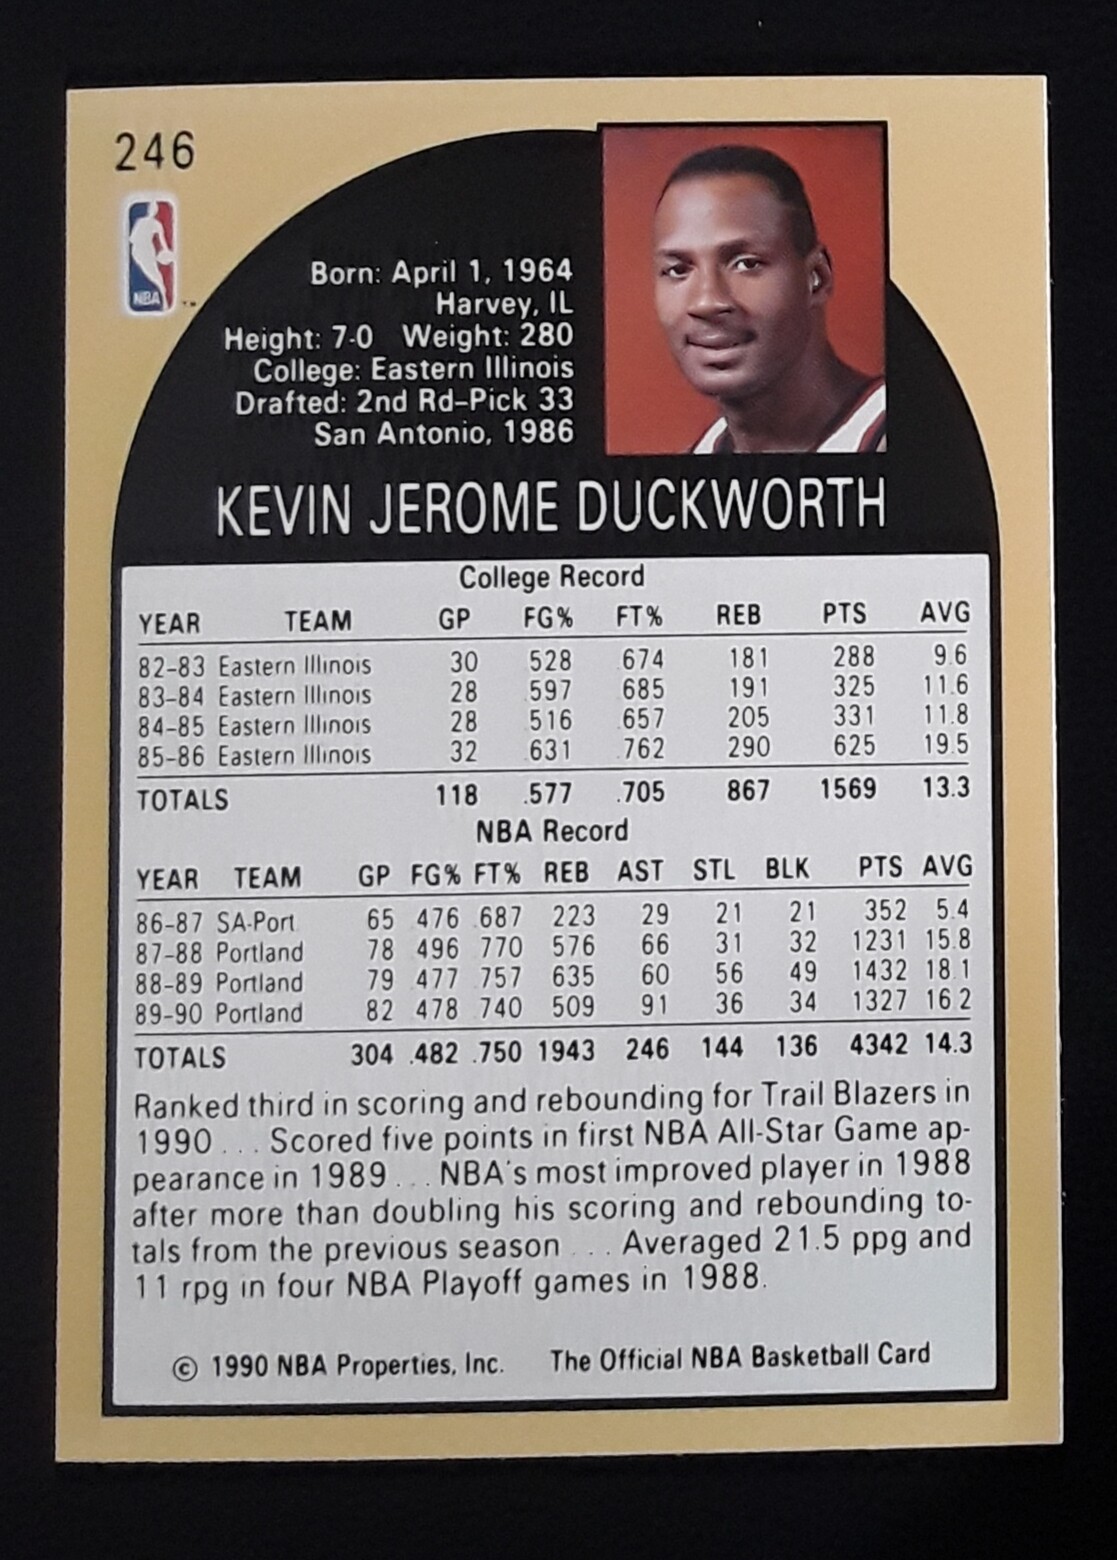 246
NBA
Born: April 1, 1964
Harvey, IL
Height: 7-0 Weight: 280
College: Eastern Illinois
Drafted: 2nd Rd-Pick 33
San Antonio, 1986
KEVIN JEROME DUCKWORTH
College Record
YEAR TEAM GP FG% FT% REB PTS AVG
82-83 Eastern Illinois 30 .528 .674 181 288 9.6
83-84 Eastern Illinois 28 .597 .685 191 325 11.6
84-85 Eastern Illinois 28 .516 .657 205 331 11.8
85-86 Eastern Illinois 32 .631 .762 290 625 19.5
TOTALS 118 .577 .705 867 1569 13.3
NBA Record
YEAR TEAM GP FG% FT% REB AST STL BLK PTS AVG
86-87 SA-Port. 65 .476 .687 223 29 21 21 352 5.4
87-88 Portland 78 .496 .770 576 66 31 32 1231 15.8
88-89 Portland 79 .477 .757 635 60 56 49 1432 18.1
89-90 Portland 82 .478 .740 509 91 36 34 1327 16.2
TOTALS 304 .482 .750 1943 246 144 136 4342 14.3
Ranked third in scoring and rebounding for Trail Blazers in
1990 . . . Scored five points in first NBA All-Star Game ap-
pearance in 1989 . . . NBA's most improved player in 1988
after more than doubling his scoring and rebounding to-
tals from the previous season . . . Averaged 21.5 ppg and
11 rpg in four NBA Playoff games in 1988.
© 1990 NBA Properties, Inc. The Official NBA Basketball Card